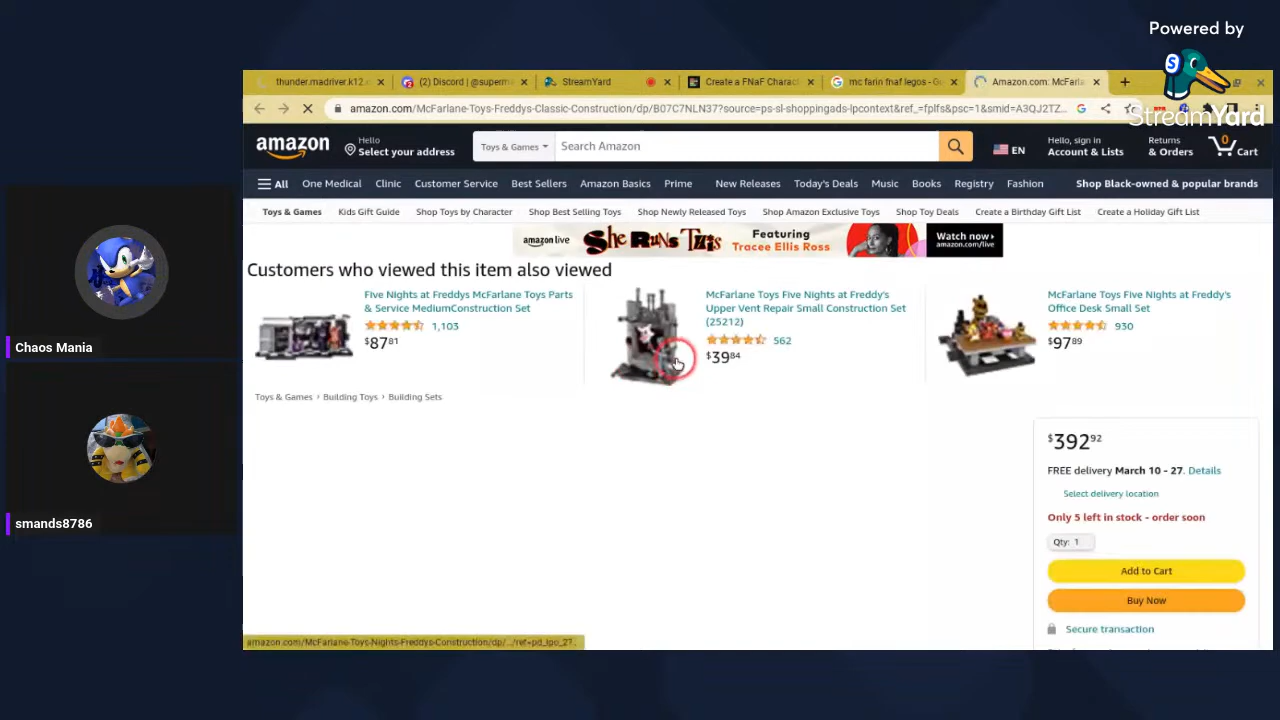 Powered by
StreamYard
thunder.madriver.k12.
(2) Discord | @superm
StreamYard
Create a FNaF Charac
mc farin fnaf legos - Go
Amazon.com: McFarla
amazon.com/McFarlane-Toys-Freddys-Classic-Construction/dp/B07C7NLN37?source=ps-sl-shoppingads-lpcontext&ref_=fplfs&psc=1&smid=A3QJ2TZ...
amazon
Hello
Select your address
Toys & Games
Search Amazon
EN
Hello, sign in
Account & Lists
Returns
& Orders
0
Cart
All
One Medical
Clinic
Customer Service
Best Sellers
Amazon Basics
Prime
New Releases
Today's Deals
Music
Books
Registry
Fashion
Shop Black-owned & popular brands
Toys & Games
Kids Gift Guide
Shop Toys by Character
Shop Best Selling Toys
Shop Newly Released Toys
Shop Amazon Exclusive Toys
Shop Toy Deals
Create a Birthday Gift List
Create a Holiday Gift List
amazon live
SHE RUNS THIS
Featuring
Tracee Ellis Ross
Watch now
amazon.com/live
Customers who viewed this item also viewed
Five Nights at Freddys McFarlane Toys Parts
& Service MediumConstruction Set
1,103
$87 81
McFarlane Toys Five Nights at Freddy's
Upper Vent Repair Small Construction Set
(25212)
562
$39 84
McFarlane Toys Five Nights at Freddy's
Office Desk Small Set
930
$97 89
Toys & Games › Building Toys › Building Sets
$392 92
FREE delivery March 10 - 27. Details
Select delivery location
Only 5 left in stock - order soon
Qty: 1
Add to Cart
Buy Now
Secure transaction
amazon.com/McFarlane-Toys-Nights-Freddys-Construction/dp/.../ref=pd_lpo_2?
Chaos Mania
smands8786